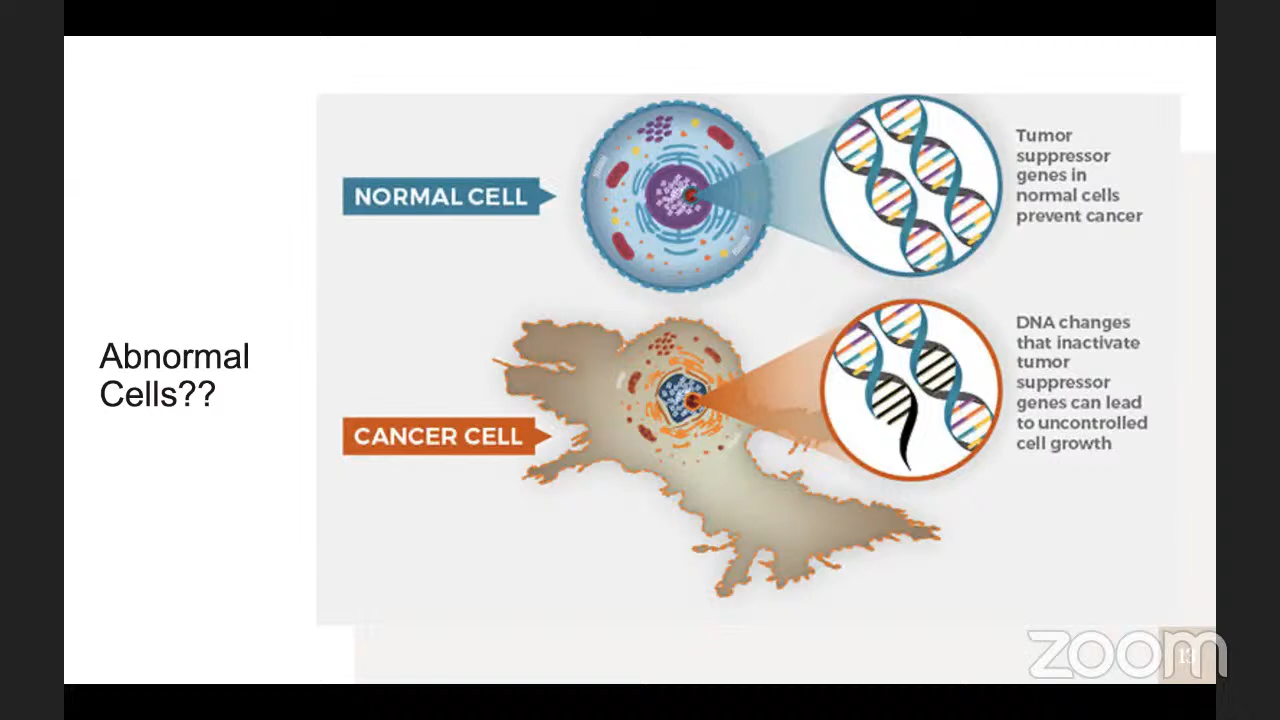 Abnormal
Cells??
NORMAL CELL
Tumor
suppressor
genes in
normal cells
prevent cancer
CANCER CELL
DNA changes
that inactivate
tumor
suppressor
genes can lead
to uncontrolled
cell growth
zoom
13